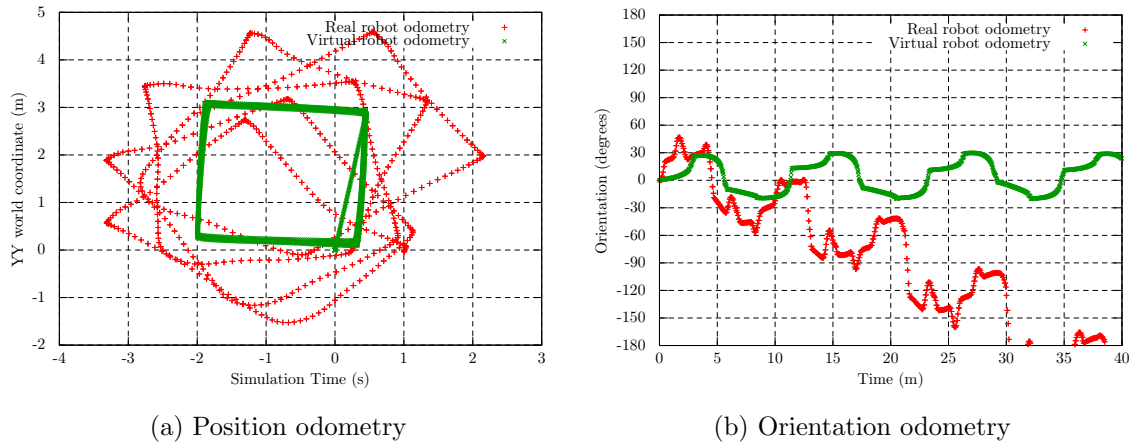 Real robot odometry
Virtual robot odometry
5
4
3
2
1
0
-1
-2
YY world coordinate (m)
-4 -3 -2 -1 0 1 2 3
Simulation Time (s)
(a) Position odometry
Real robot odometry
Virtual robot odometry
180
150
120
90
60
30
0
-30
-60
-90
-120
-150
-180
Orientation (degrees)
0 5 10 15 20 25 30 35 40
Time (m)
(b) Orientation odometry